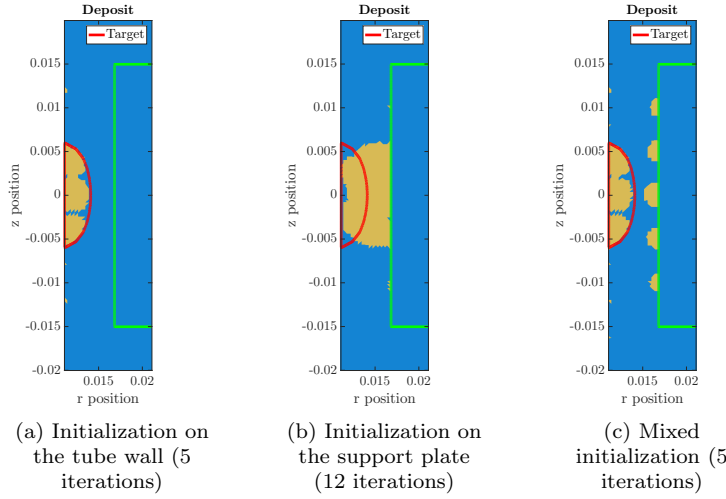 Deposit
Target
0.015
0.01
0.005
0
-0.005
-0.01
-0.015
-0.02
z position
0.015 0.02
r position
(a) Initialization on
the tube wall (5
iterations)
Deposit
Target
0.015
0.01
0.005
0
-0.005
-0.01
-0.015
-0.02
z position
0.015 0.02
r position
(b) Initialization on
the support plate
(12 iterations)
Deposit
Target
0.015
0.01
0.005
0
-0.005
-0.01
-0.015
-0.02
z position
0.015 0.02
r position
(c) Mixed
initialization (5
iterations)